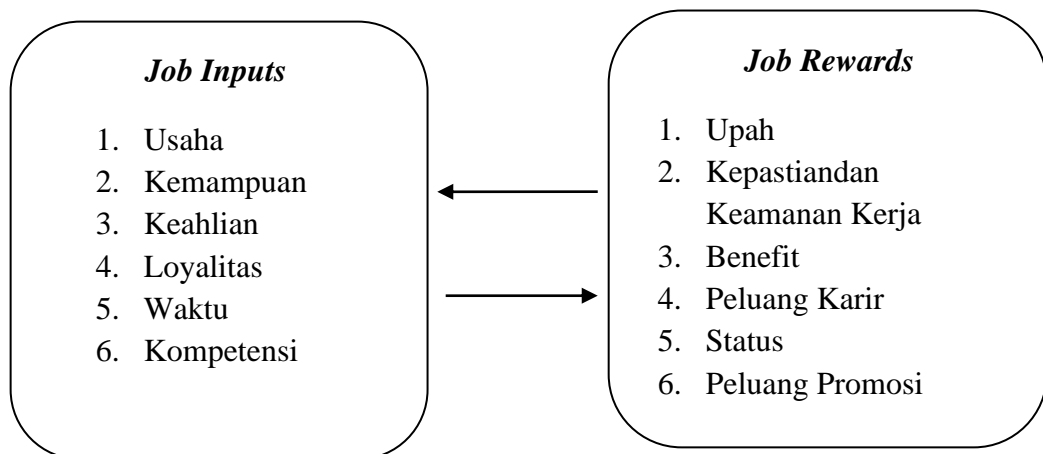 Job Inputs
1. Usaha
2. Kemampuan
3. Keahlian
4. Loyalitas
5. Waktu
6. Kompetensi
Job Rewards
1. Upah
2. Kepastiandan
Keamanan Kerja
3. Benefit
4. Peluang Karir
5. Status
6. Peluang Promosi